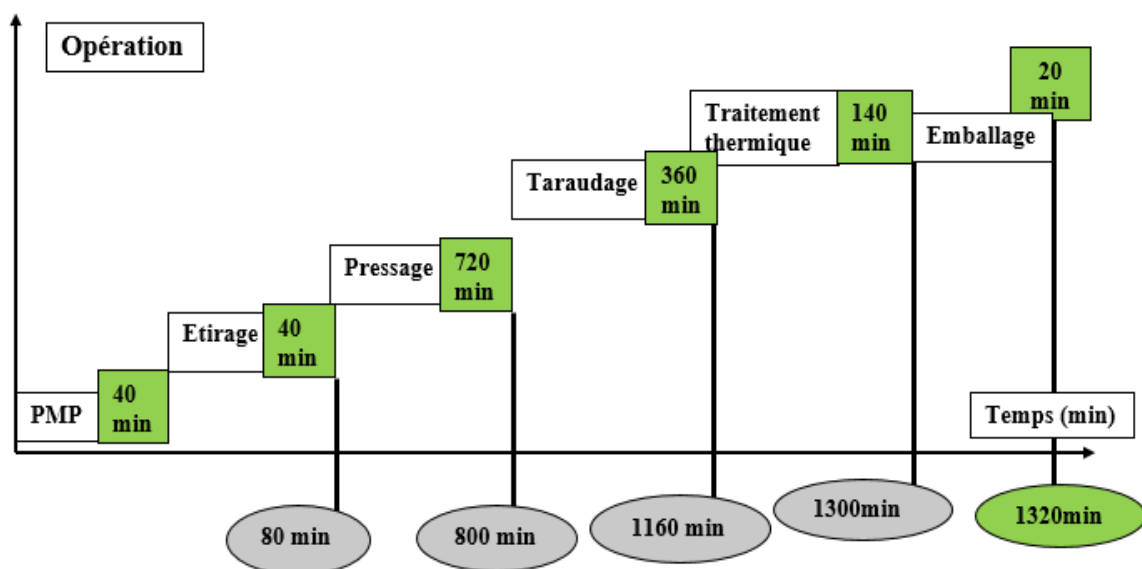 Opération
20
min
Traitement
thermique
140
min
Emballage
Taraudage
360
min
Pressage
720
min
Etirage
40
min
PMP
40
min
Temps (min)
80 min
800 min
1160 min
1300min
1320min